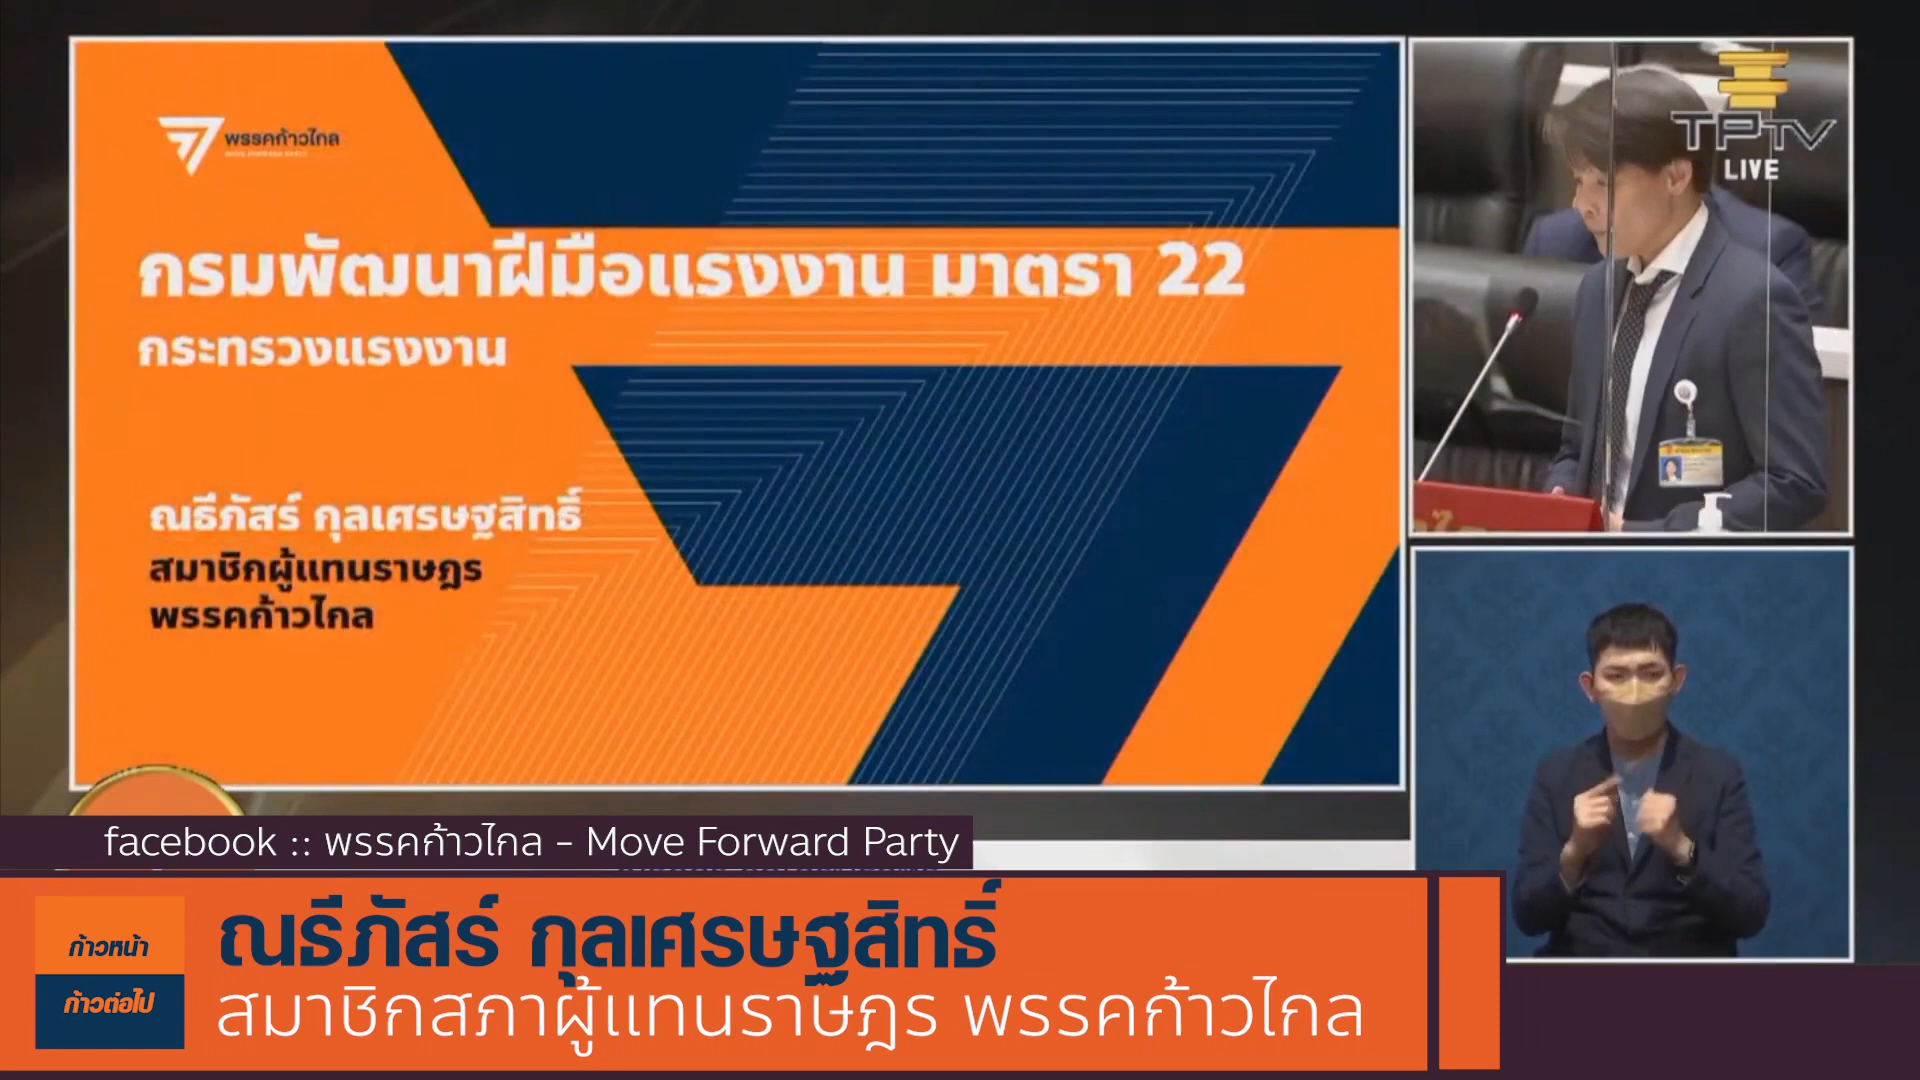 พรรคก้าวไกล
MOVE FORWARD PARTY
กรมพัฒนาฝีมือแรงงาน มาตรา 22
กระทรวงแรงงาน
ณธีภัสร์ กุลเศรษฐสิทธิ์
สมาชิกผู้แทนราษฎร
พรรคก้าวไกล
TPTV
LIVE
facebook :: พรรคก้าวไกล - Move Forward Party
ก้าวหน้า
ก้าวต่อไป
ณธีภัสร์ กุลเศรษฐสิทธิ์
สมาชิกสภาผู้แทนราษฎร พรรคก้าวไกล